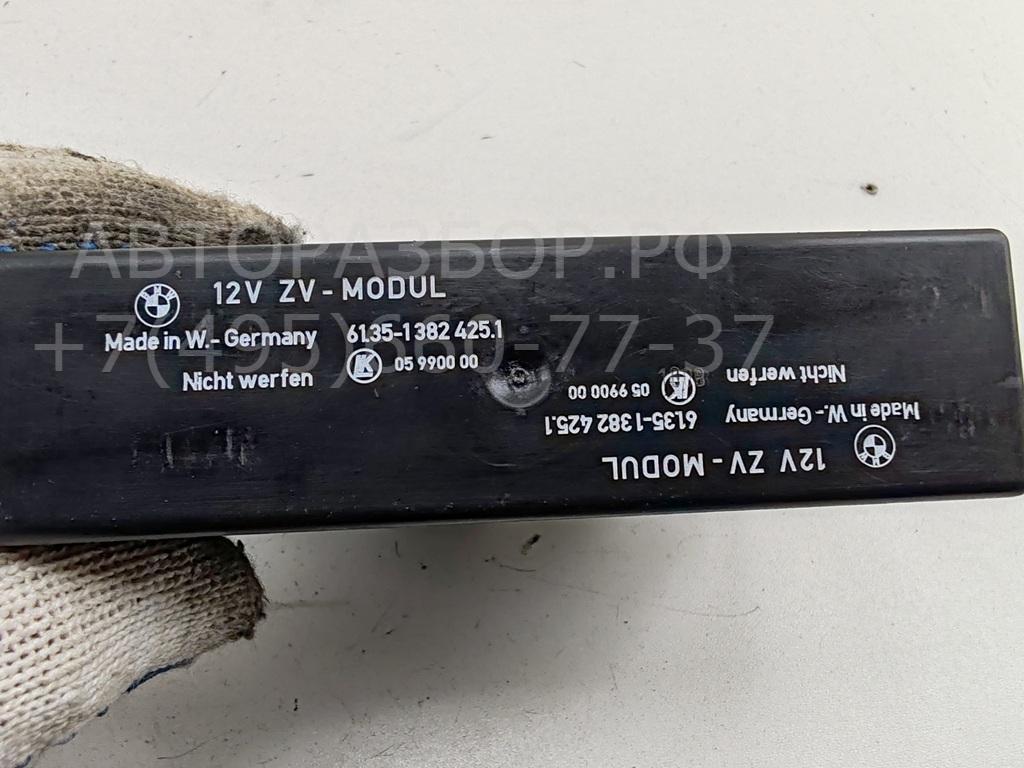 АВТОРАЗБОР.РФ
+7(495)660-77-37
12V ZV - MODUL
Made in W.- Germany 61.35-1 382 425.1
Nicht werfen K 05 9900 00
12V ZV - MODUL
Made in W.- Germany 61.35-1 382 425.1
Nicht werfen K 05 9900 00